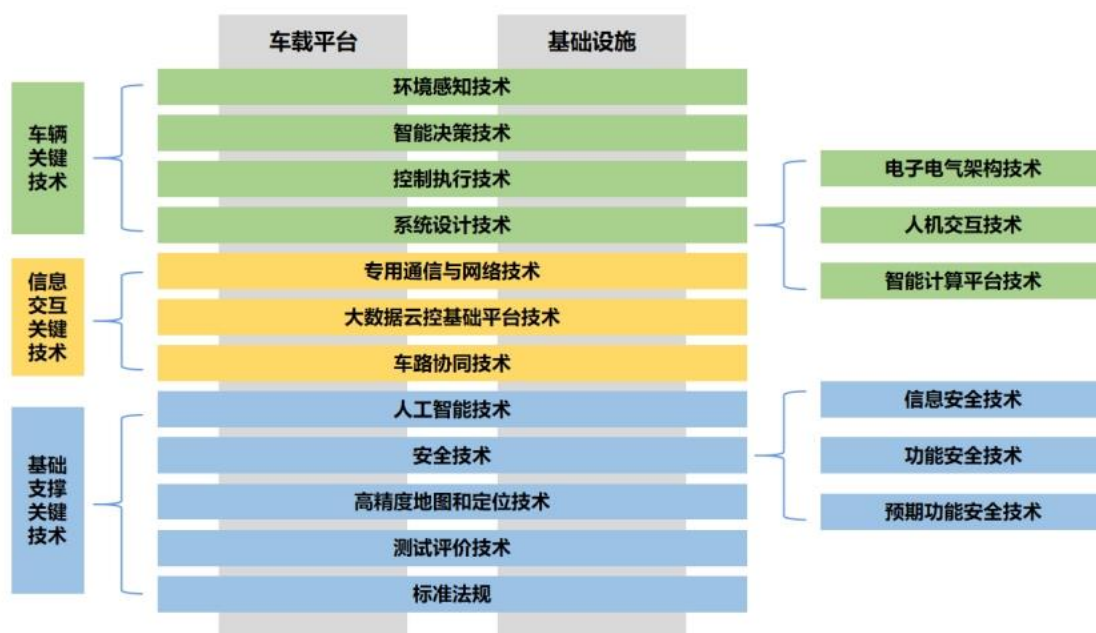 车载平台
基础设施
车辆
关键
技术
环境感知技术
智能决策技术
控制执行技术
系统设计技术
电子电气架构技术
人机交互技术
智能计算平台技术
信息
交互
关键
技术
专用通信与网络技术
大数据云控基础平台技术
车路协同技术
基础
支撑
关键
技术
人工智能技术
安全技术
高精度地图和定位技术
测试评价技术
标准法规
信息安全技术
功能安全技术
预期功能安全技术